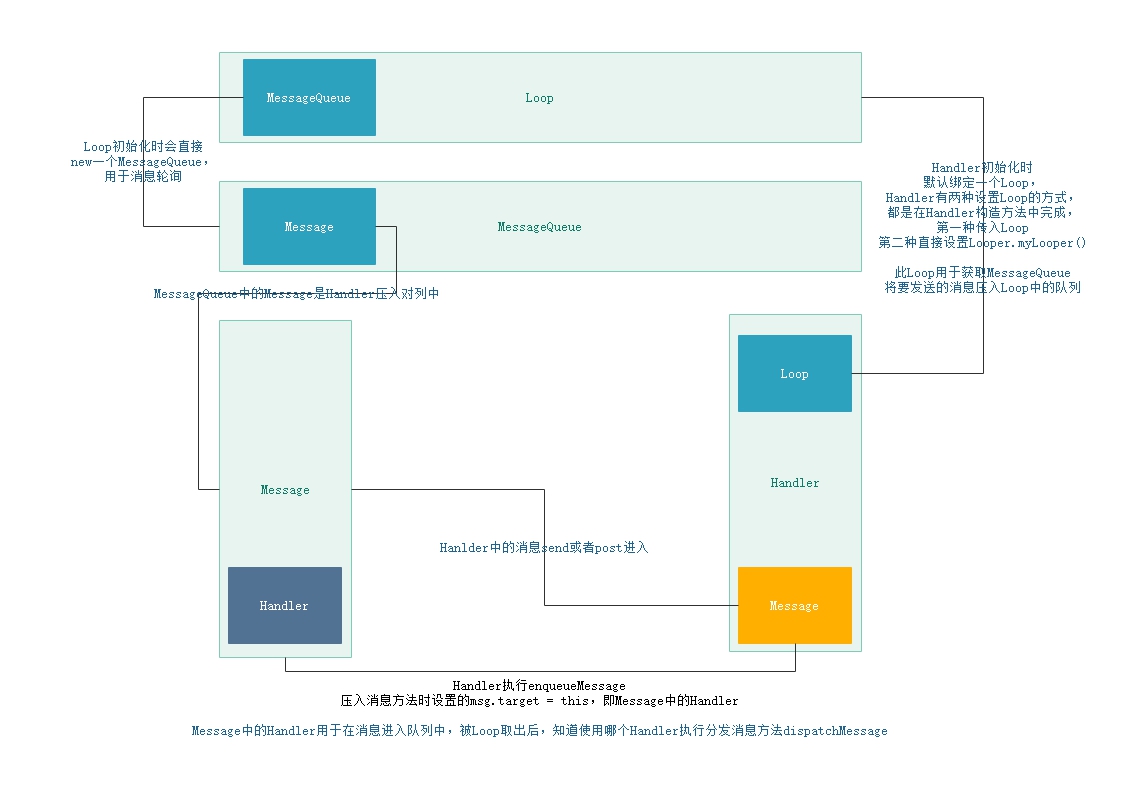 MessageQueue
Loop
Loop初始化时会直接
new一个MessageQueue，
用于消息轮询
Handler初始化时
默认绑定一个Loop，
Handler有两种设置Loop的方式，
都是在Handler构造方法中完成，
第一种传入Loop
第二种直接设置Looper.myLooper()
此Loop用于获取MessageQueue
将要发送的消息压入Loop中的队列
Message
MessageQueue
MessageQueue中的Message是Handler压入对列中
Loop
Message
Handler
Hanlder中的消息send或者post进入
Handler
Message
Handler执行enqueueMessage
压入消息方法时设置的msg.target = this，即Message中的Handler
Message中的Handler用于在消息进入队列中，被Loop取出后，知道使用哪个Handler执行分发消息方法dispatchMessage